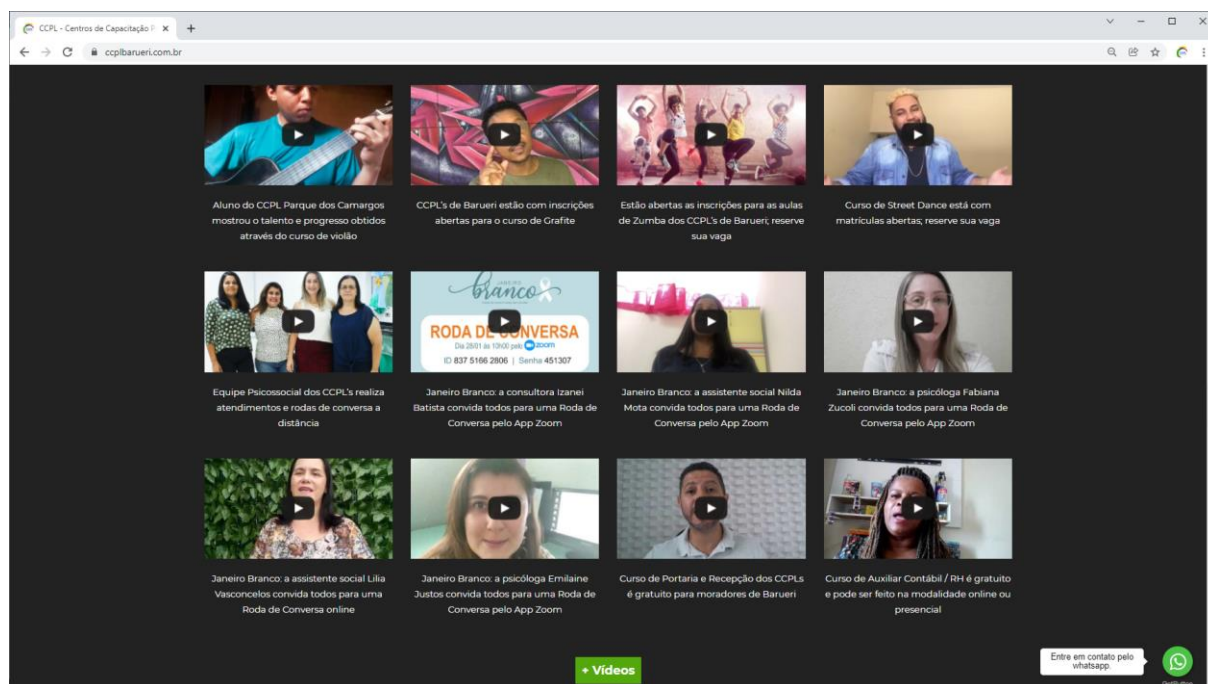 CCPL - Centros de Capacitação P
ccplbarueri.com.br
Aluno do CCPL Parque dos Camargos
mostrou o talento e progresso obtidos
através do curso de violão
CCPL's de Barueri estão com inscrições
abertas para o curso de Grafite
Estão abertas as inscrições para as aulas
de Zumba dos CCPL's de Barueri; reserve
sua vaga
Curso de Street Dance está com
matrículas abertas; reserve sua vaga
JANEIRO
branco
RODA DE CONVERSA
Dia 28/01 às 10h00 pelo zoom
ID 837 5166 2806 | Senha 451307
Equipe Psicossocial dos CCPL's realiza
atendimentos e rodas de conversa a
distância
Janeiro Branco: a consultora Izanei
Batista convida todos para uma Roda de
Conversa pelo App Zoom
Janeiro Branco: a assistente social Nilda
Mota convida todos para uma Roda de
Conversa pelo App Zoom
Janeiro Branco: a psicóloga Fabiana
Zucoli convida todos para uma Roda de
Conversa pelo App Zoom
Janeiro Branco: a assistente social Lilia
Vasconcelos convida todos para uma
Roda de Conversa online
Janeiro Branco: a psicóloga Emilaine
Justos convida todos para uma Roda de
Conversa pelo App Zoom
Curso de Portaria e Recepção dos CCPLs
é gratuito para moradores de Barueri
Curso de Auxiliar Contábil / RH é gratuito
e pode ser feito na modalidade online ou
presencial
+ Vídeos
Entre em contato pelo
whatsapp.